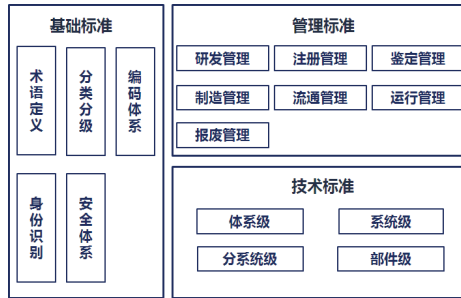 基础标准
术语定义
分类分级
编码体系
身份识别
安全体系
管理标准
研发管理
注册管理
鉴定管理
制造管理
流通管理
运行管理
报废管理
技术标准
体系级
系统级
分系统级
部件级